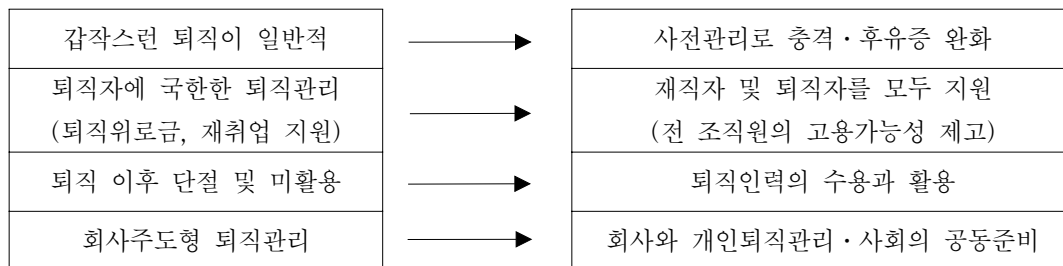 갑작스런 퇴직이 일반적
사전관리로 충격·후유증 완화
퇴직자에 국한한 퇴직관리
(퇴직위로금, 재취업 지원)
재직자 및 퇴직자를 모두 지원
(전 조직원의 고용가능성 제고)
퇴직 이후 단절 및 미활용
퇴직인력의 수용과 활용
회사주도형 퇴직관리
회사와 개인퇴직관리·사회의 공동준비